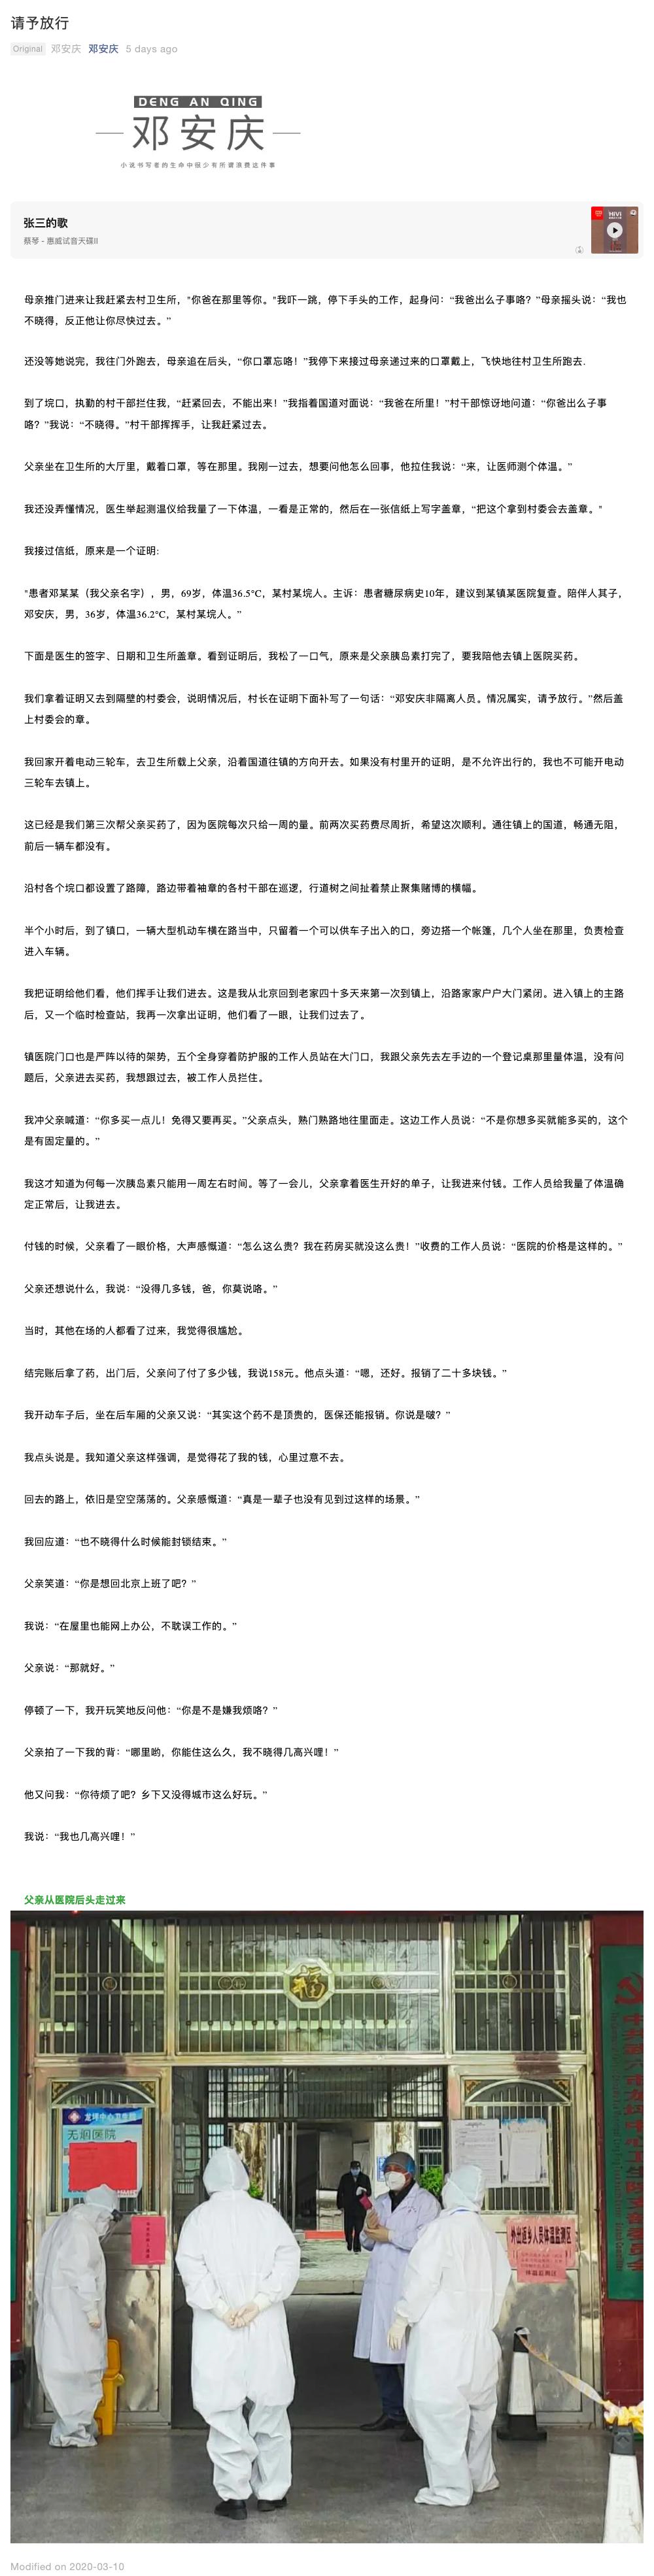 请予放行
Original 邓安庆 邓安庆 5 days ago
DENG AN QING
邓安庆
小说书写者的生命中很少有所谓浪费这件事
张三的歌
蔡琴 - 惠威试音天碟II
HiVi
母亲推门进来让我赶紧去村卫生所，"你爸在那里等你。"我吓一跳，停下手头的工作，起身问：“我爸出么子事咯？”母亲摇头说：“我也
不晓得，反正他让你尽快过去。”
还没等她说完，我往门外跑去，母亲追在后头，“你口罩忘咯！”我停下来接过母亲递过来的口罩戴上，飞快地往村卫生所跑去.
到了垸口，执勤的村干部拦住我，“赶紧回去，不能出来！”我指着国道对面说：“我爸在所里！”村干部惊讶地问道：“你爸出么子事
咯？”我说：“不晓得。”村干部挥挥手，让我赶紧过去。
父亲坐在卫生所的大厅里，戴着口罩，等在那里。我刚一过去，想要问他怎么回事，他拉住我说：“来，让医师测个体温。”
我还没弄懂情况，医生举起测温仪给我量了一下体温，一看是正常的，然后在一张信纸上写字盖章，“把这个拿到村委会去盖章。"
我接过信纸，原来是一个证明:
"患者邓某某（我父亲名字），男，69岁，体温36.5°C，某村某垸人。主诉：患者糖尿病史10年，建议到某镇某医院复查。陪伴人其子，
邓安庆，男，36岁，体温36.2°C，某村某垸人。”
下面是医生的签字、日期和卫生所盖章。看到证明后，我松了一口气，原来是父亲胰岛素打完了，要我陪他去镇上医院买药。
我们拿着证明又去到隔壁的村委会，说明情况后，村长在证明下面补写了一句话：“邓安庆非隔离人员。情况属实，请予放行。”然后盖
上村委会的章。
我回家开着电动三轮车，去卫生所载上父亲，沿着国道往镇的方向开去。如果没有村里开的证明，是不允许出行的，我也不可能开电动
三轮车去镇上。
这已经是我们第三次帮父亲买药了，因为医院每次只给一周的量。前两次买药费尽周折，希望这次顺利。通往镇上的国道，畅通无阻，
前后一辆车都没有。
沿村各个垸口都设置了路障，路边带着袖章的各村干部在巡逻，行道树之间扯着禁止聚集赌博的横幅。
半个小时后，到了镇口，一辆大型机动车横在路当中，只留着一个可以供车子出入的口，旁边搭一个帐篷，几个人坐在那里，负责检查
进入车辆。
我把证明给他们看，他们挥手让我们进去。这是我从北京回到老家四十多天来第一次到镇上，沿路家家户户大门紧闭。进入镇上的主路
后，又一个临时检查站，我再一次拿出证明，他们看了一眼，让我们过去了。
镇医院门口也是严阵以待的架势，五个全身穿着防护服的工作人员站在大门口，我跟父亲先去左手边的一个登记桌那里量体温，没有问
题后，父亲进去买药，我想跟过去，被工作人员拦住。
我冲父亲喊道：“你多买一点儿！免得又要再买。”父亲点头，熟门熟路地往里面走。这边工作人员说：“不是你想多买就能多买的，这个
是有固定量的。”
我这才知道为何每一次胰岛素只能用一周左右时间。等了一会儿，父亲拿着医生开好的单子，让我进来付钱。工作人员给我量了体温确
定正常后，让我进去。
付钱的时候，父亲看了一眼价格，大声感慨道：“怎么这么贵？我在药房买就没这么贵！”收费的工作人员说：“医院的价格是这样的。”
父亲还想说什么，我说：“没得几多钱，爸，你莫说咯。”
当时，其他在场的人都看了过来，我觉得很尴尬。
结完账后拿了药，出门后，父亲问了付了多少钱，我说158元。他点头道：“嗯，还好。报销了二十多块钱。”
我开动车子后，坐在后车厢的父亲又说：“其实这个药不是顶贵的，医保还能报销。你说是啵？”
我点头说是。我知道父亲这样强调，是觉得花了我的钱，心里过意不去。
回去的路上，依旧是空空荡荡的。父亲感慨道：“真是一辈子也没有见到过这样的场景。”
我回应道：“也不晓得什么时候能封锁结束。”
父亲笑道：“你是想回北京上班了吧？”
我说：“在屋里也能网上办公，不耽误工作的。”
父亲说：“那就好。”
停顿了一下，我开玩笑地反问他：“你是不是嫌我烦咯？”
父亲拍了一下我的背：“哪里哟，你能住这么久，我不晓得几高兴哩！”
他又问我：“你待烦了吧？乡下又没得城市这么好玩。”
我说：“我也几高兴哩！”
父亲从医院后头走过来
龙坪中心卫生院
无烟医院
外出返乡人员体温监测区
Modified on 2020-03-10